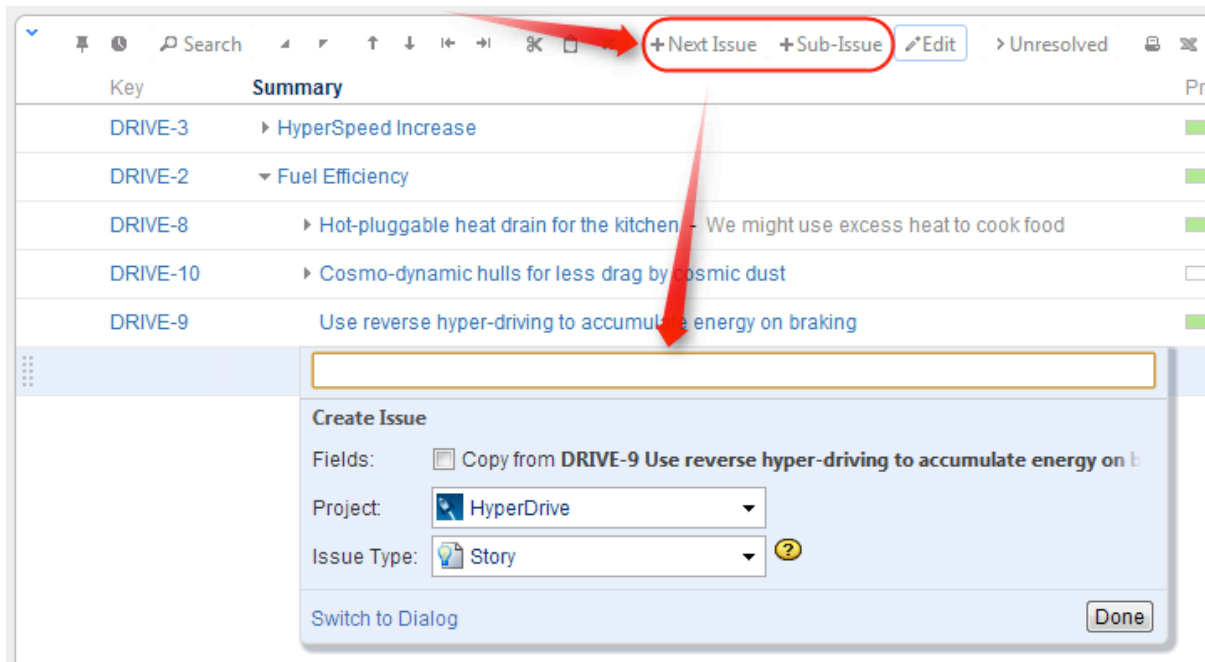 Search +Next Issue +Sub-Issue Edit > Unresolved
Key Summary Pr
DRIVE-3 HyperSpeed Increase
DRIVE-2 Fuel Efficiency
DRIVE-8 Hot-pluggable heat drain for the kitchen - We might use excess heat to cook food
DRIVE-10 Cosmo-dynamic hulls for less drag by cosmic dust
DRIVE-9 Use reverse hyper-driving to accumulate energy on braking
Create Issue
Fields: Copy from DRIVE-9 Use reverse hyper-driving to accumulate energy on b
Project: HyperDrive
Issue Type: Story ?
Switch to Dialog Done